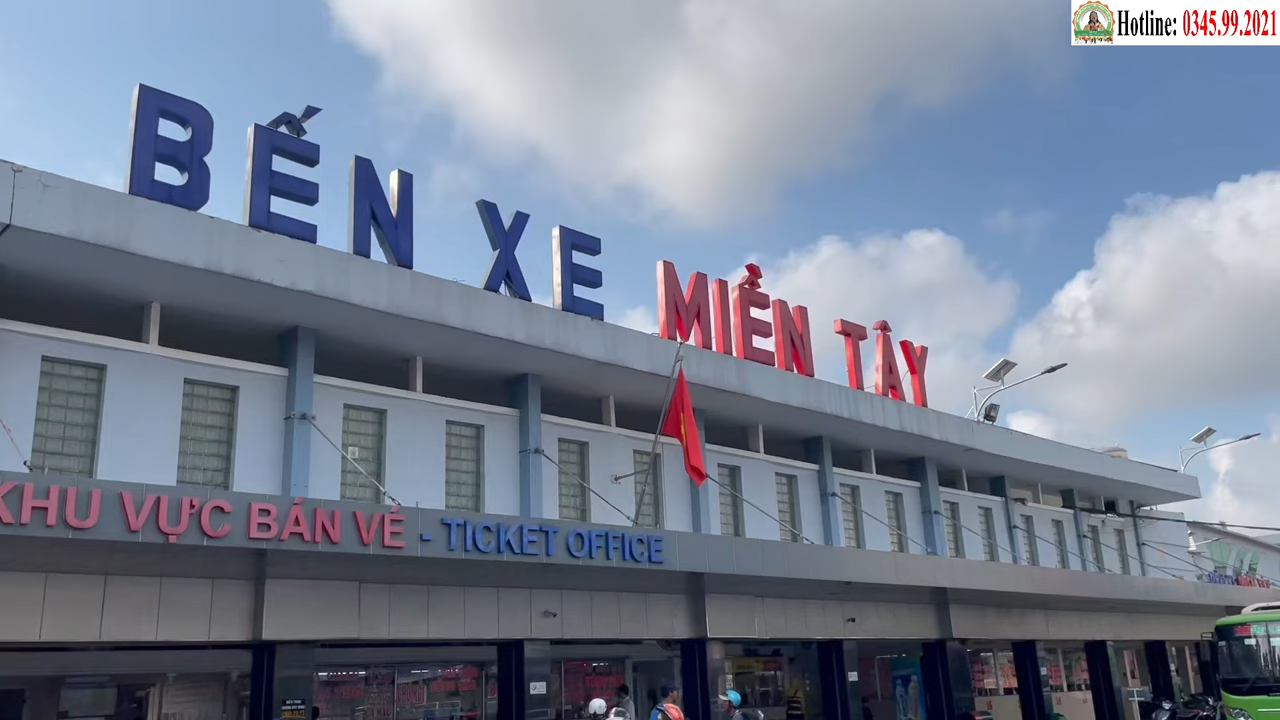 Hotline: 0345.99.2021
BẾN XE MIỀN TÂY
KHU VỰC BÁN VÉ - TICKET OFFICE